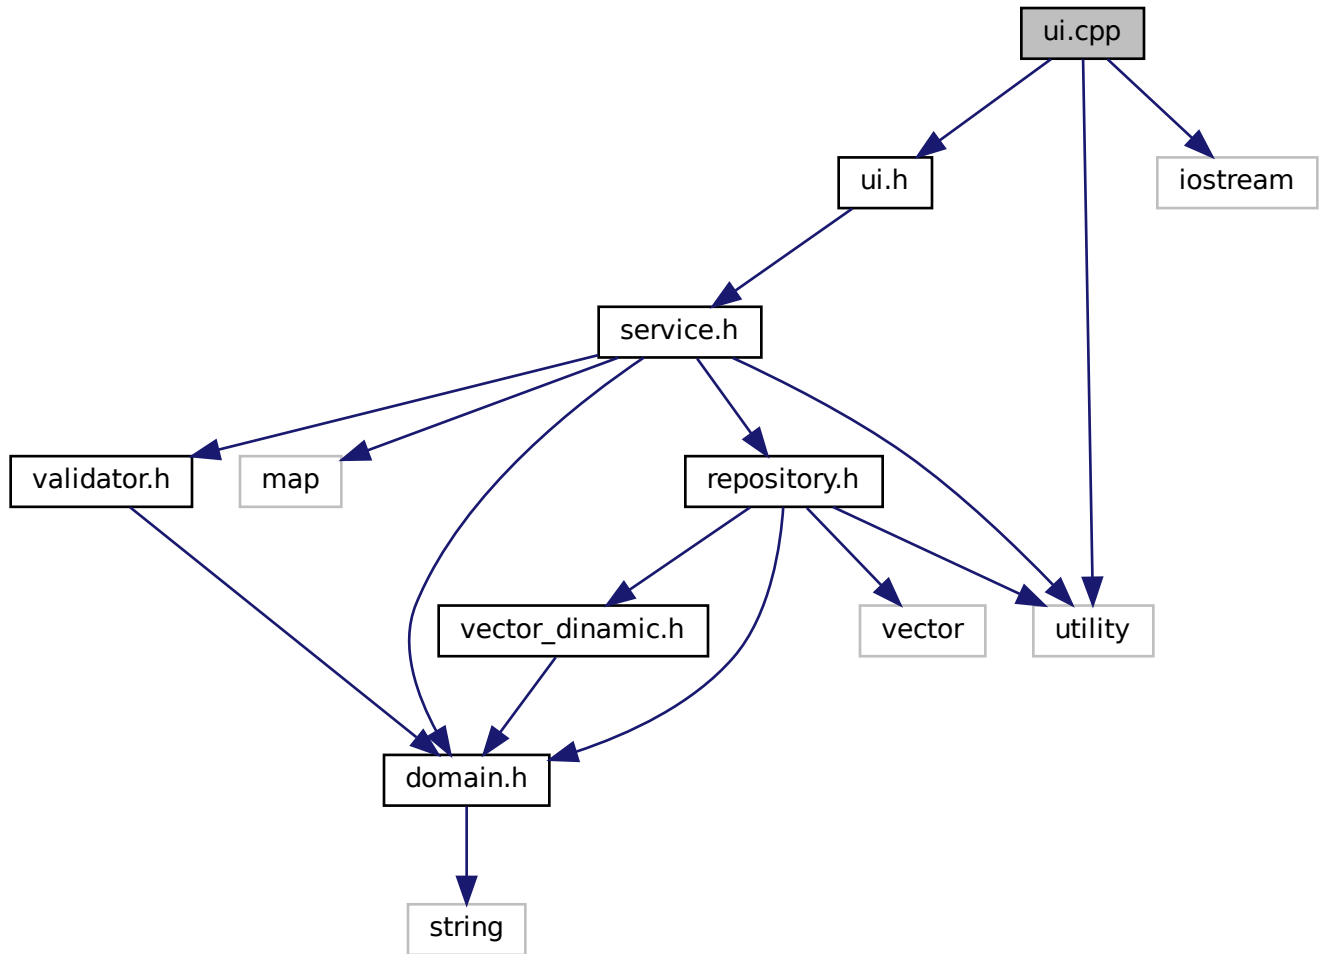 ui.cpp
ui.h
iostream
service.h
validator.h
map
repository.h
vector_dinamic.h
vector
utility
domain.h
string